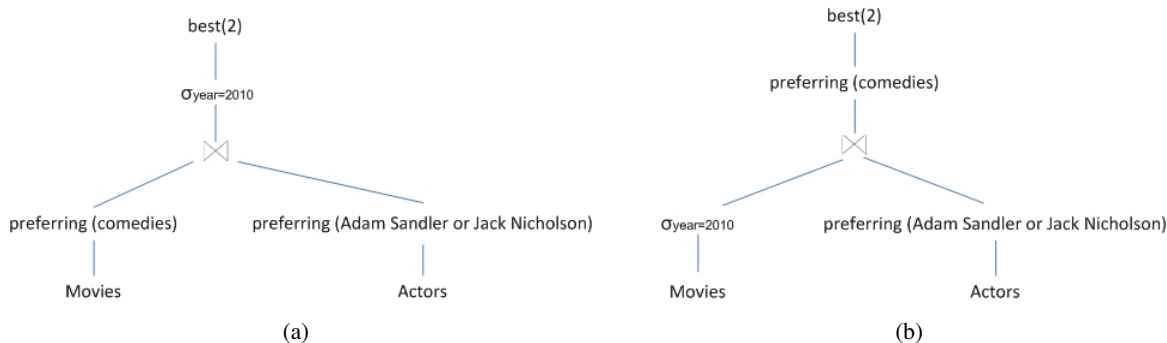 best(2)
σyear=2010
preferring (comedies)
preferring (Adam Sandler or Jack Nicholson)
Movies
Actors
(a)
best(2)
preferring (comedies)
σyear=2010
preferring (Adam Sandler or Jack Nicholson)
Movies
Actors
(b)